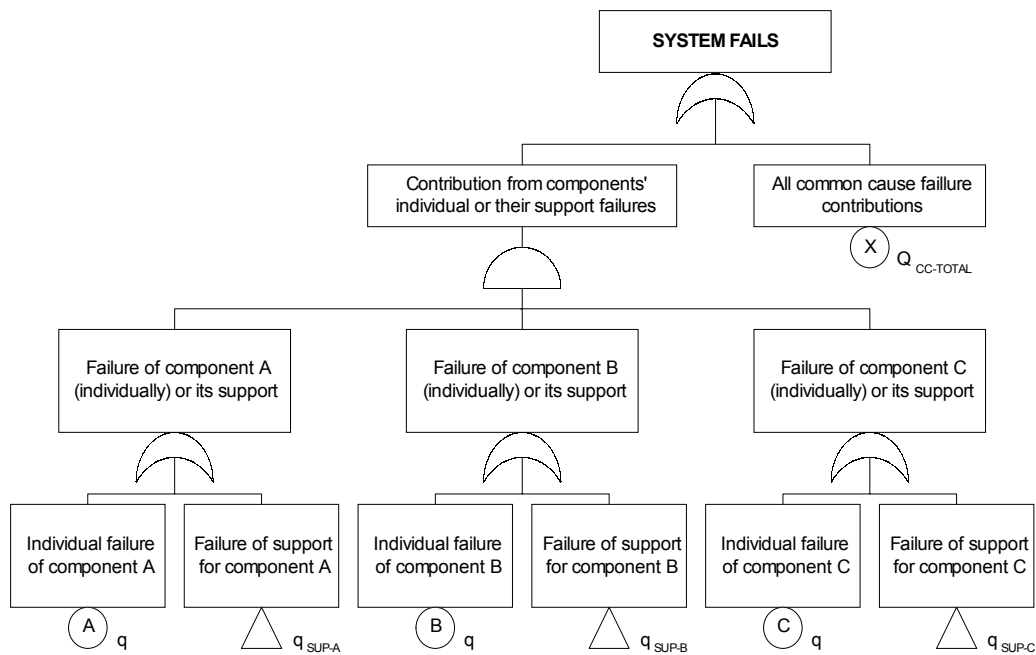 SYSTEM FAILS
Contribution from components'
individual or their support failures
All common cause faillure
contributions
X
Q CC-TOTAL
Failure of component A
(individually) or its support
Failure of component B
(individually) or its support
Failure of component C
(individually) or its support
Individual failure
of component A
Failure of support
for component A
Individual failure
of component B
Failure of support
for component B
Individual failure
of component C
Failure of support
for component C
A
q
q SUP-A
B
q
q SUP-B
C
q
q SUP-C